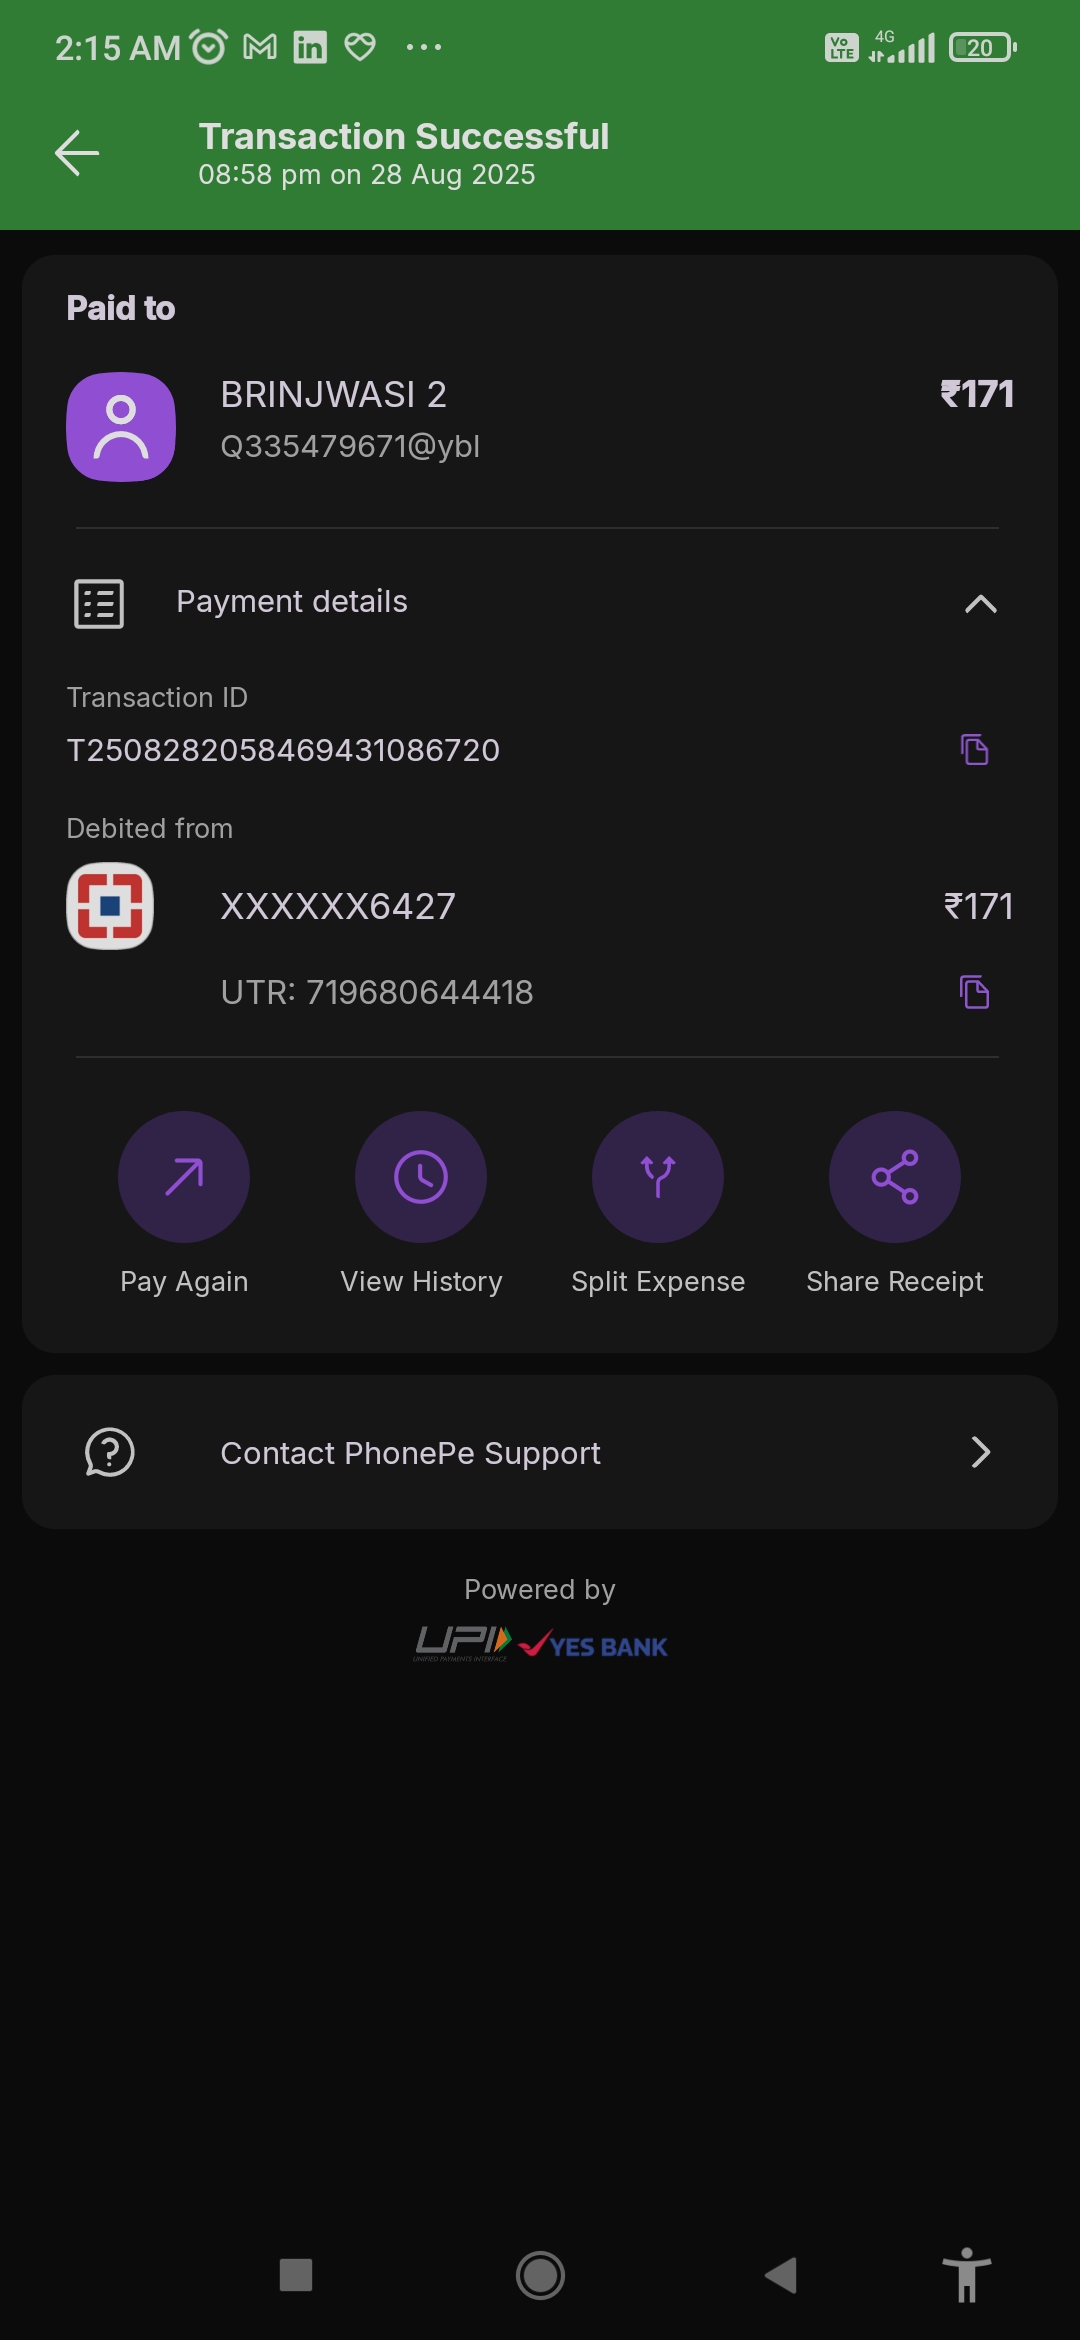 2:15 AM
Vo LTE 4G 20
Transaction Successful
08:58 pm on 28 Aug 2025
Paid to
BRINJWASI 2 ₹171
Q335479671@ybl
Payment details
Transaction ID
T2508282058469431086720
Debited from
XXXXXX6427 ₹171
UTR: 719680644418
Pay Again View History Split Expense Share Receipt
Contact PhonePe Support
Powered by
UPI YES BANK
UNIFIED PAYMENTS INTERFACE